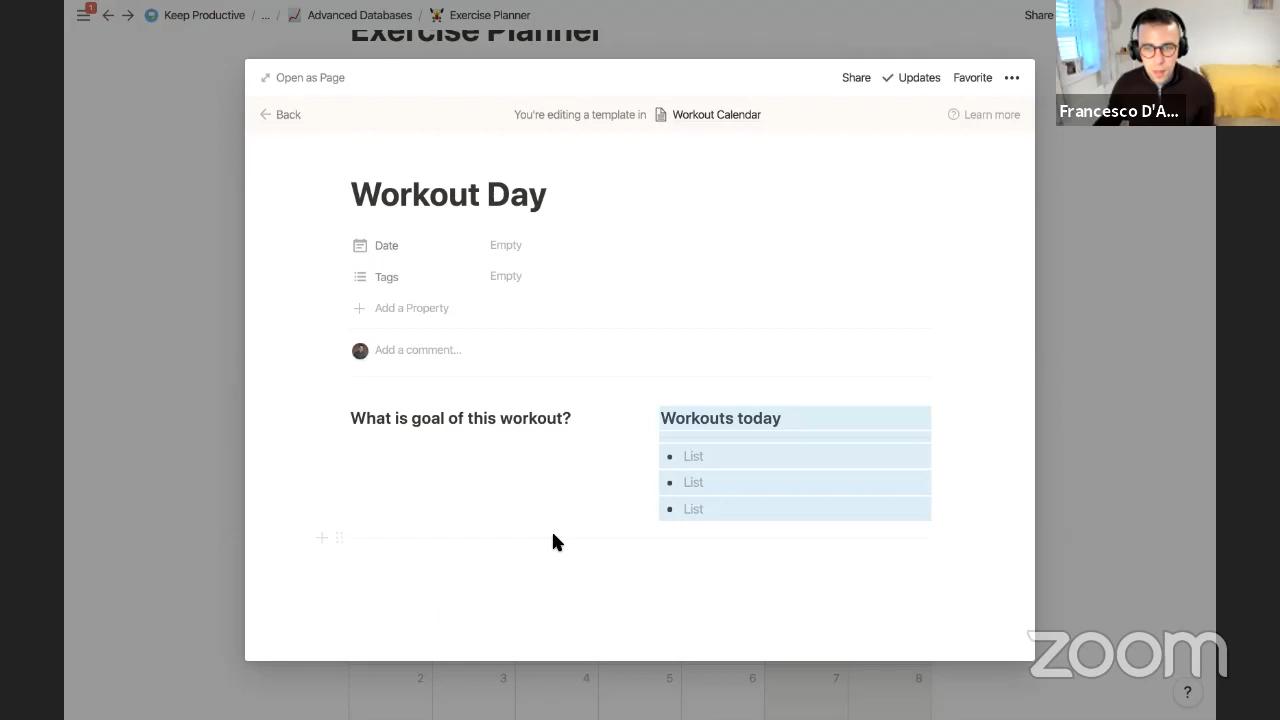 1
Keep Productive / ... / Advanced Databases / Exercise Planner
Share
Exercise Planner
Open as Page
Share Updates Favorite •••
Back
You're editing a template in Workout Calendar
Learn more
Francesco D'A...
Workout Day
Date Empty
Tags Empty
Add a Property
Add a comment...
What is goal of this workout?
Workouts today
• List
• List
• List
zoom
2 3 4 5 6 7 8
?